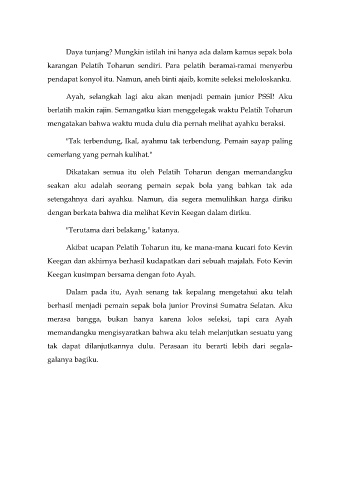 Daya tunjang? Mungkin istilah ini hanya ada dalam kamus sepak bola
karangan Pelatih Toharun sendiri. Para pelatih beramai-ramai menyerbu
pendapat konyol itu. Namun, aneh binti ajaib, komite seleksi meloloskanku.
Ayah, selangkah lagi aku akan menjadi pemain junior PSSI! Aku
berlatih makin rajin. Semangatku kian menggelegak waktu Pelatih Toharun
mengatakan bahwa waktu muda dulu dia pernah melihat ayahku beraksi.
"Tak terbendung, Ikal, ayahmu tak terbendung. Pemain sayap paling
cemerlang yang pernah kulihat."
Dikatakan semua itu oleh Pelatih Toharun dengan memandangku
seakan aku adalah seorang pemain sepak bola yang bahkan tak ada
setengahnya dari ayahku. Namun, dia segera memulihkan harga diriku
dengan berkata bahwa dia melihat Kevin Keegan dalam diriku.
"Terutama dari belakang," katanya.
Akibat ucapan Pelatih Toharun itu, ke mana-mana kucari foto Kevin
Keegan dan akhirnya berhasil kudapatkan dari sebuah majalah. Foto Kevin
Keegan kusimpan bersama dengan foto Ayah.
Dalam pada itu, Ayah senang tak kepalang mengetahui aku telah
berhasil menjadi pemain sepak bola junior Provinsi Sumatra Selatan. Aku
merasa bangga, bukan hanya karena lolos seleksi, tapi cara Ayah
memandangku mengisyaratkan bahwa aku telah melanjutkan sesuatu yang
tak dapat dilanjutkannya dulu. Perasaan itu berarti lebih dari segala-
galanya bagiku.